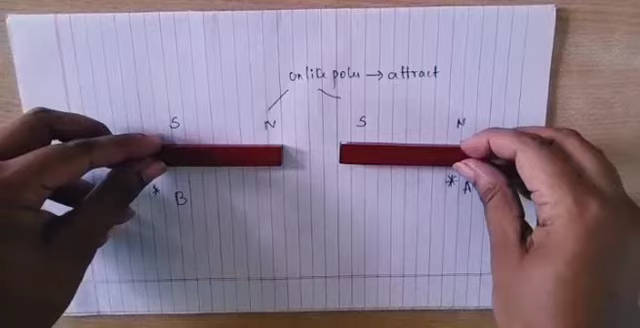 unlike poles → attract
S N S N
* B * A